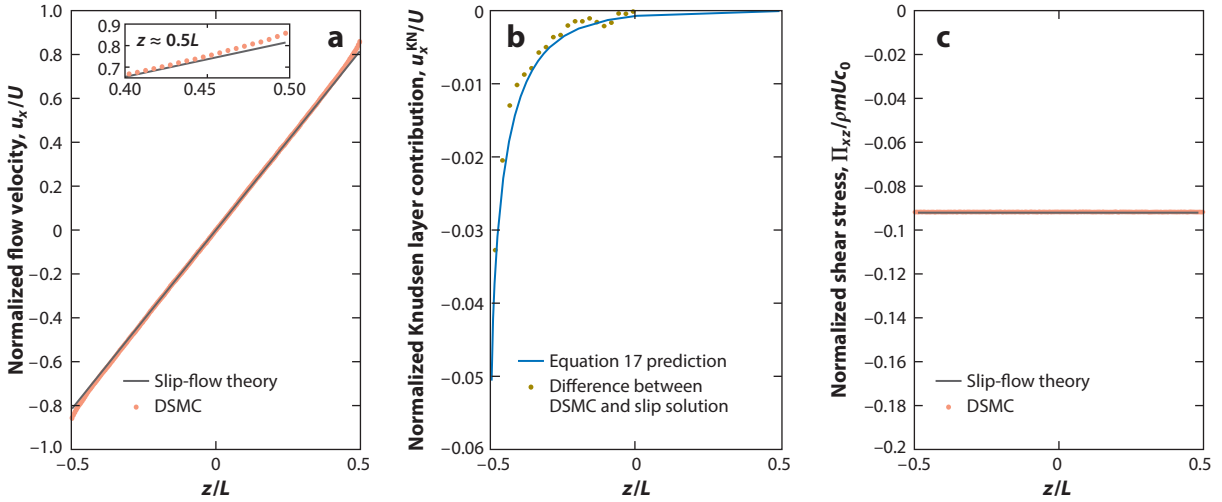 a
Normalized flow velocity, u_x/U
1.0
0.8
0.6
0.4
0.2
0
−0.2
−0.4
−0.6
−0.8
−1.0
z ≈ 0.5L
0.9
0.8
0.7
0.40
0.45
0.50
Slip-flow theory
DSMC
−0.5
0
0.5
z/L
b
Normalized Knudsen layer contribution, u_x^KN/U
0
−0.01
−0.02
−0.03
−0.04
−0.05
−0.06
Equation 17 prediction
Difference between
DSMC and slip solution
−0.5
0
0.5
z/L
c
Normalized shear stress, Π_xz/ρmUc_0
0
−0.02
−0.04
−0.06
−0.08
−0.1
−0.12
−0.14
−0.16
−0.18
−0.2
Slip-flow theory
DSMC
−0.5
0
0.5
z/L